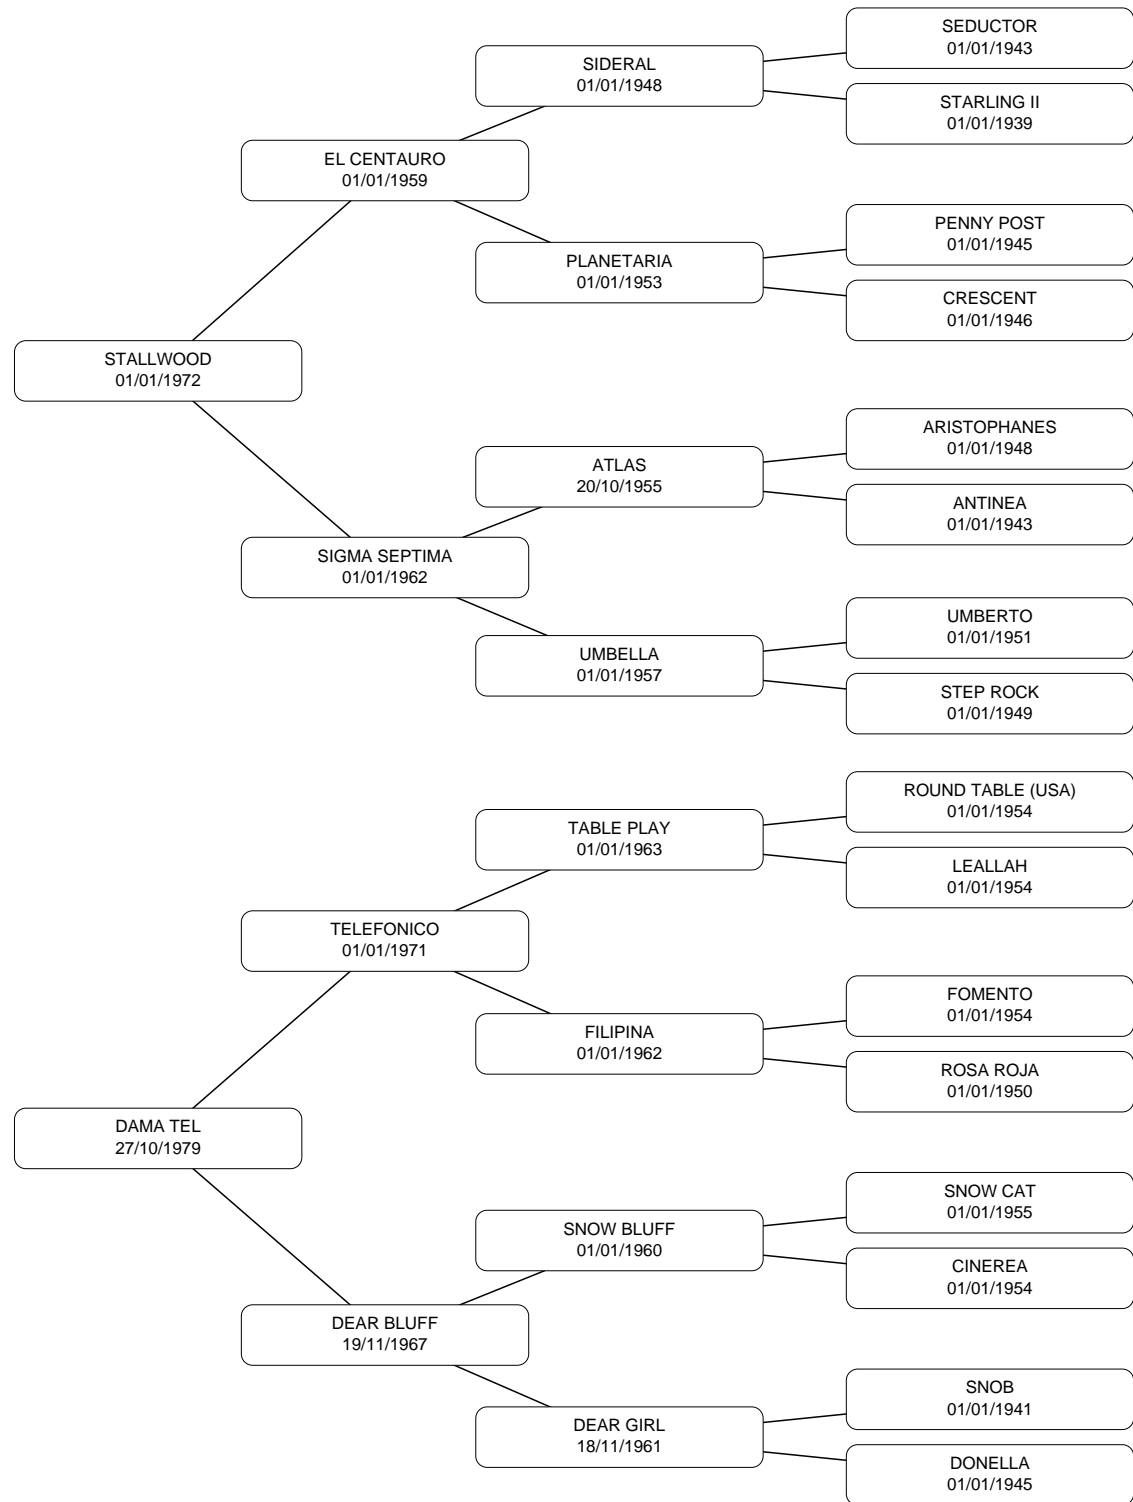 SEDUCTOR
01/01/1943
SIDERAL
01/01/1948
STARLING II
01/01/1939
EL CENTAURO
01/01/1959
PENNY POST
01/01/1945
PLANETARIA
01/01/1953
CRESCENT
01/01/1946
STALLWOOD
01/01/1972
ARISTOPHANES
01/01/1948
ATLAS
20/10/1955
ANTINEA
01/01/1943
SIGMA SEPTIMA
01/01/1962
UMBERTO
01/01/1951
UMBELLA
01/01/1957
STEP ROCK
01/01/1949
ROUND TABLE (USA)
01/01/1954
TABLE PLAY
01/01/1963
LEALLAH
01/01/1954
TELEFONICO
01/01/1971
FOMENTO
01/01/1954
FILIPINA
01/01/1962
ROSA ROJA
01/01/1950
DAMA TEL
27/10/1979
SNOW CAT
01/01/1955
SNOW BLUFF
01/01/1960
CINEREA
01/01/1954
DEAR BLUFF
19/11/1967
SNOB
01/01/1941
DEAR GIRL
18/11/1961
DONELLA
01/01/1945